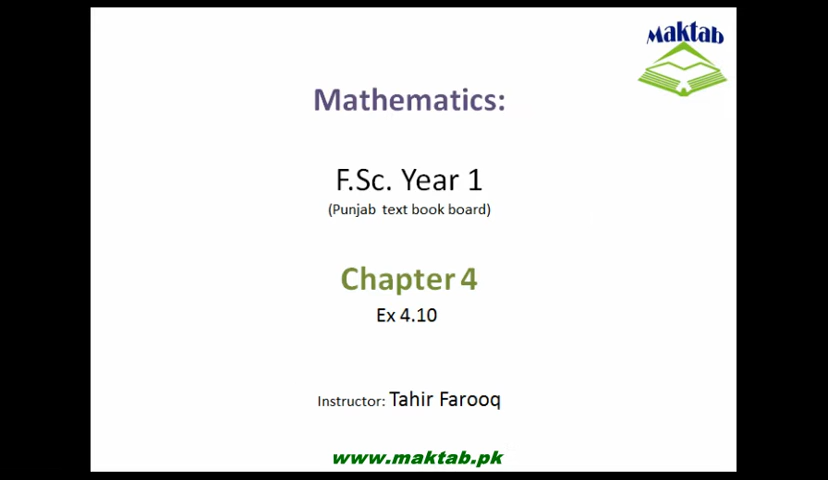 Maktab
Mathematics:
F.Sc. Year 1
(Punjab text book board)
Chapter 4
Ex 4.10
Instructor: Tahir Farooq
www.maktab.pk